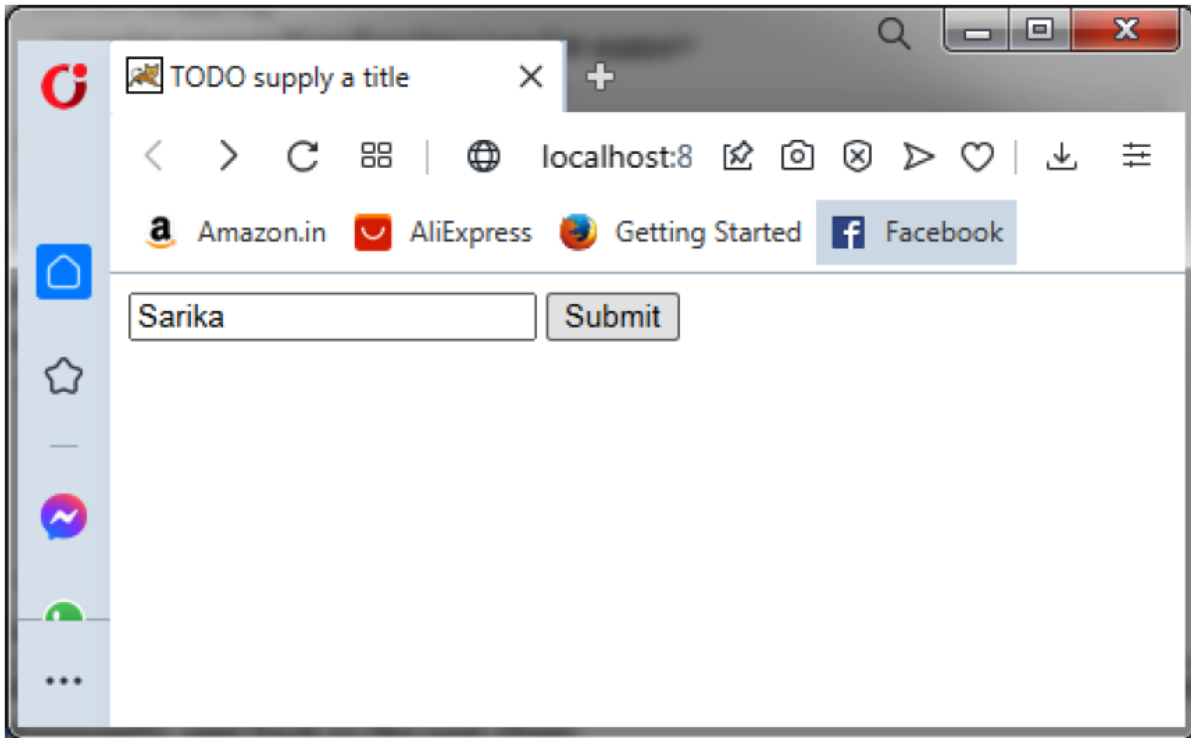 TODO supply a title
localhost:8
Amazon.in AliExpress Getting Started Facebook
Sarika Submit